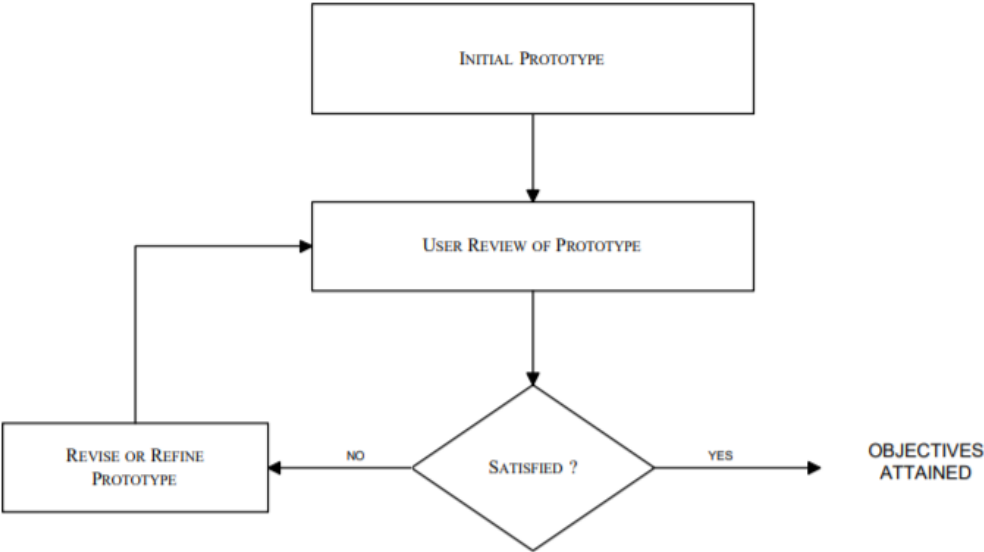 INITIAL PROTOTYPE
USER REVIEW OF PROTOTYPE
REVISE OR REFINE
PROTOTYPE
NO
SATISFIED ?
YES
OBJECTIVES
ATTAINED